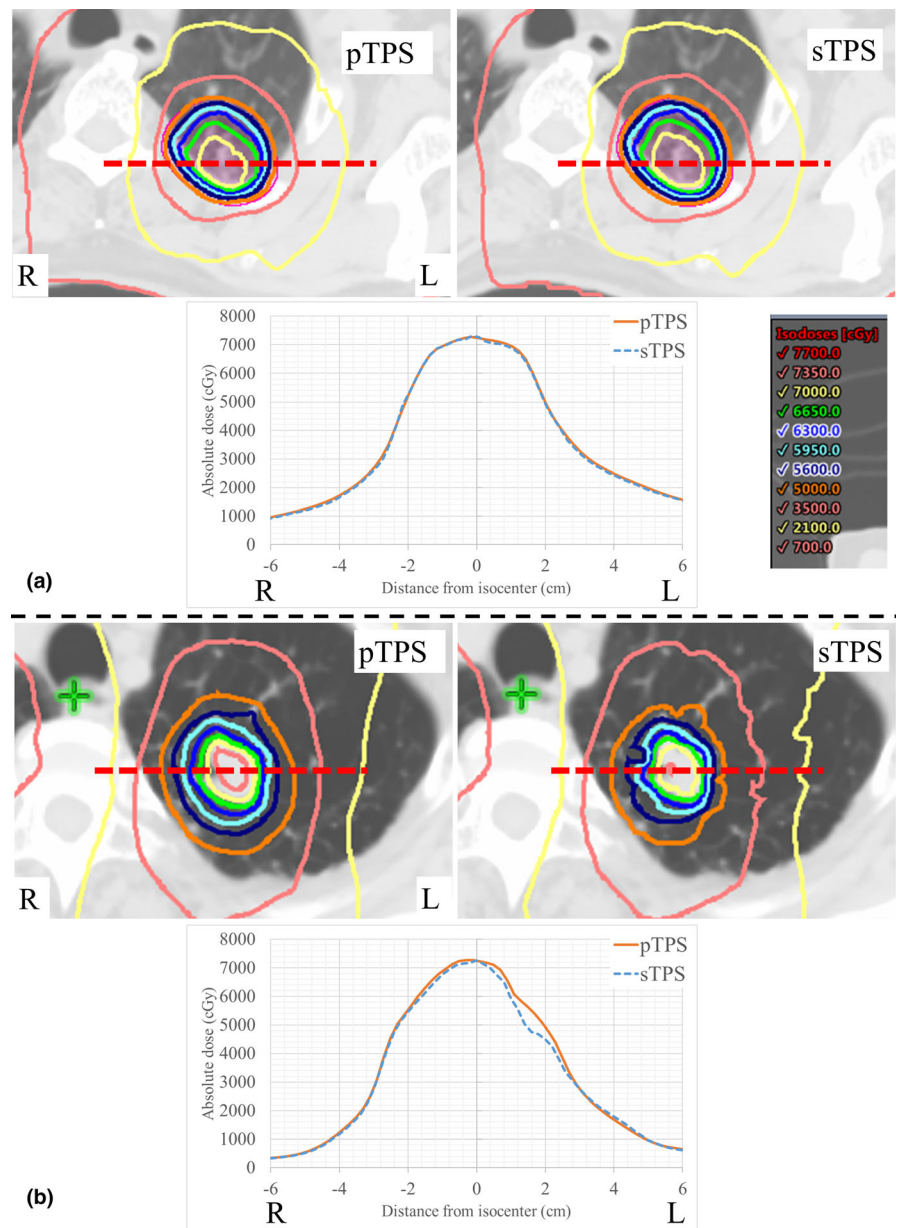 pTPS
sTPS
R
L
8000
7000
6000
5000
4000
3000
2000
1000
0
Absolute dose (cGy)
pTPS
sTPS
-6
-4
-2
0
2
4
6
R
Distance from isocenter (cm)
L
Isodoses [cGy]
✓ 7700.0
✓ 7350.0
✓ 7000.0
✓ 6650.0
✓ 6300.0
✓ 5950.0
✓ 5600.0
✓ 5000.0
✓ 3500.0
✓ 2100.0
✓ 700.0
(a)
pTPS
sTPS
R
L
8000
7000
6000
5000
4000
3000
2000
1000
0
Absolute dose (cGy)
pTPS
sTPS
-6
-4
-2
0
2
4
6
R
Distance from isocenter (cm)
L
(b)